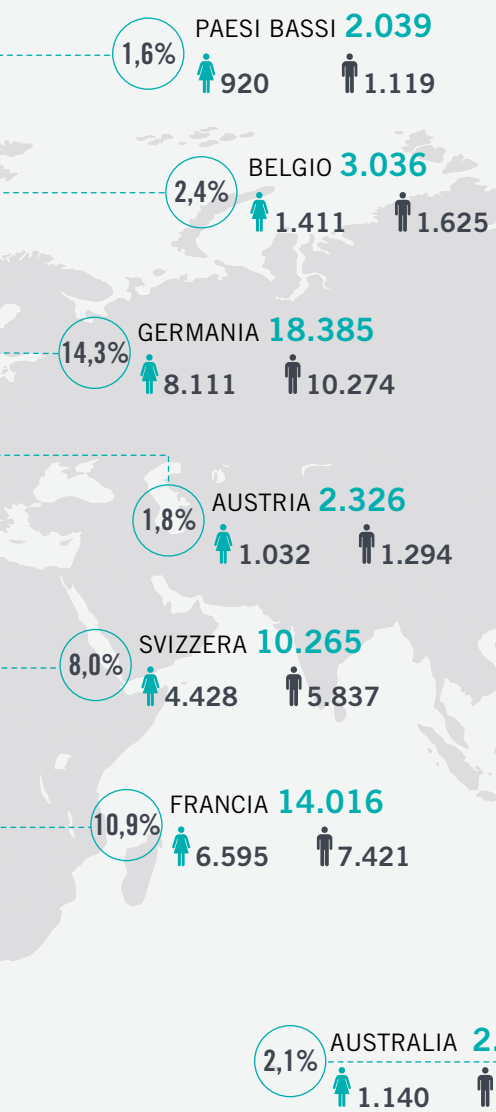 PAESI BASSI 2.039
1,6%
920 1.119
BELGIO 3.036
2,4%
1.411 1.625
GERMANIA 18.385
14,3%
8.111 10.274
AUSTRIA 2.326
1,8%
1.032 1.294
SVIZZERA 10.265
8,0%
4.428 5.837
FRANCIA 14.016
10,9%
6.595 7.421
AUSTRALIA 2.
2,1%
1.140